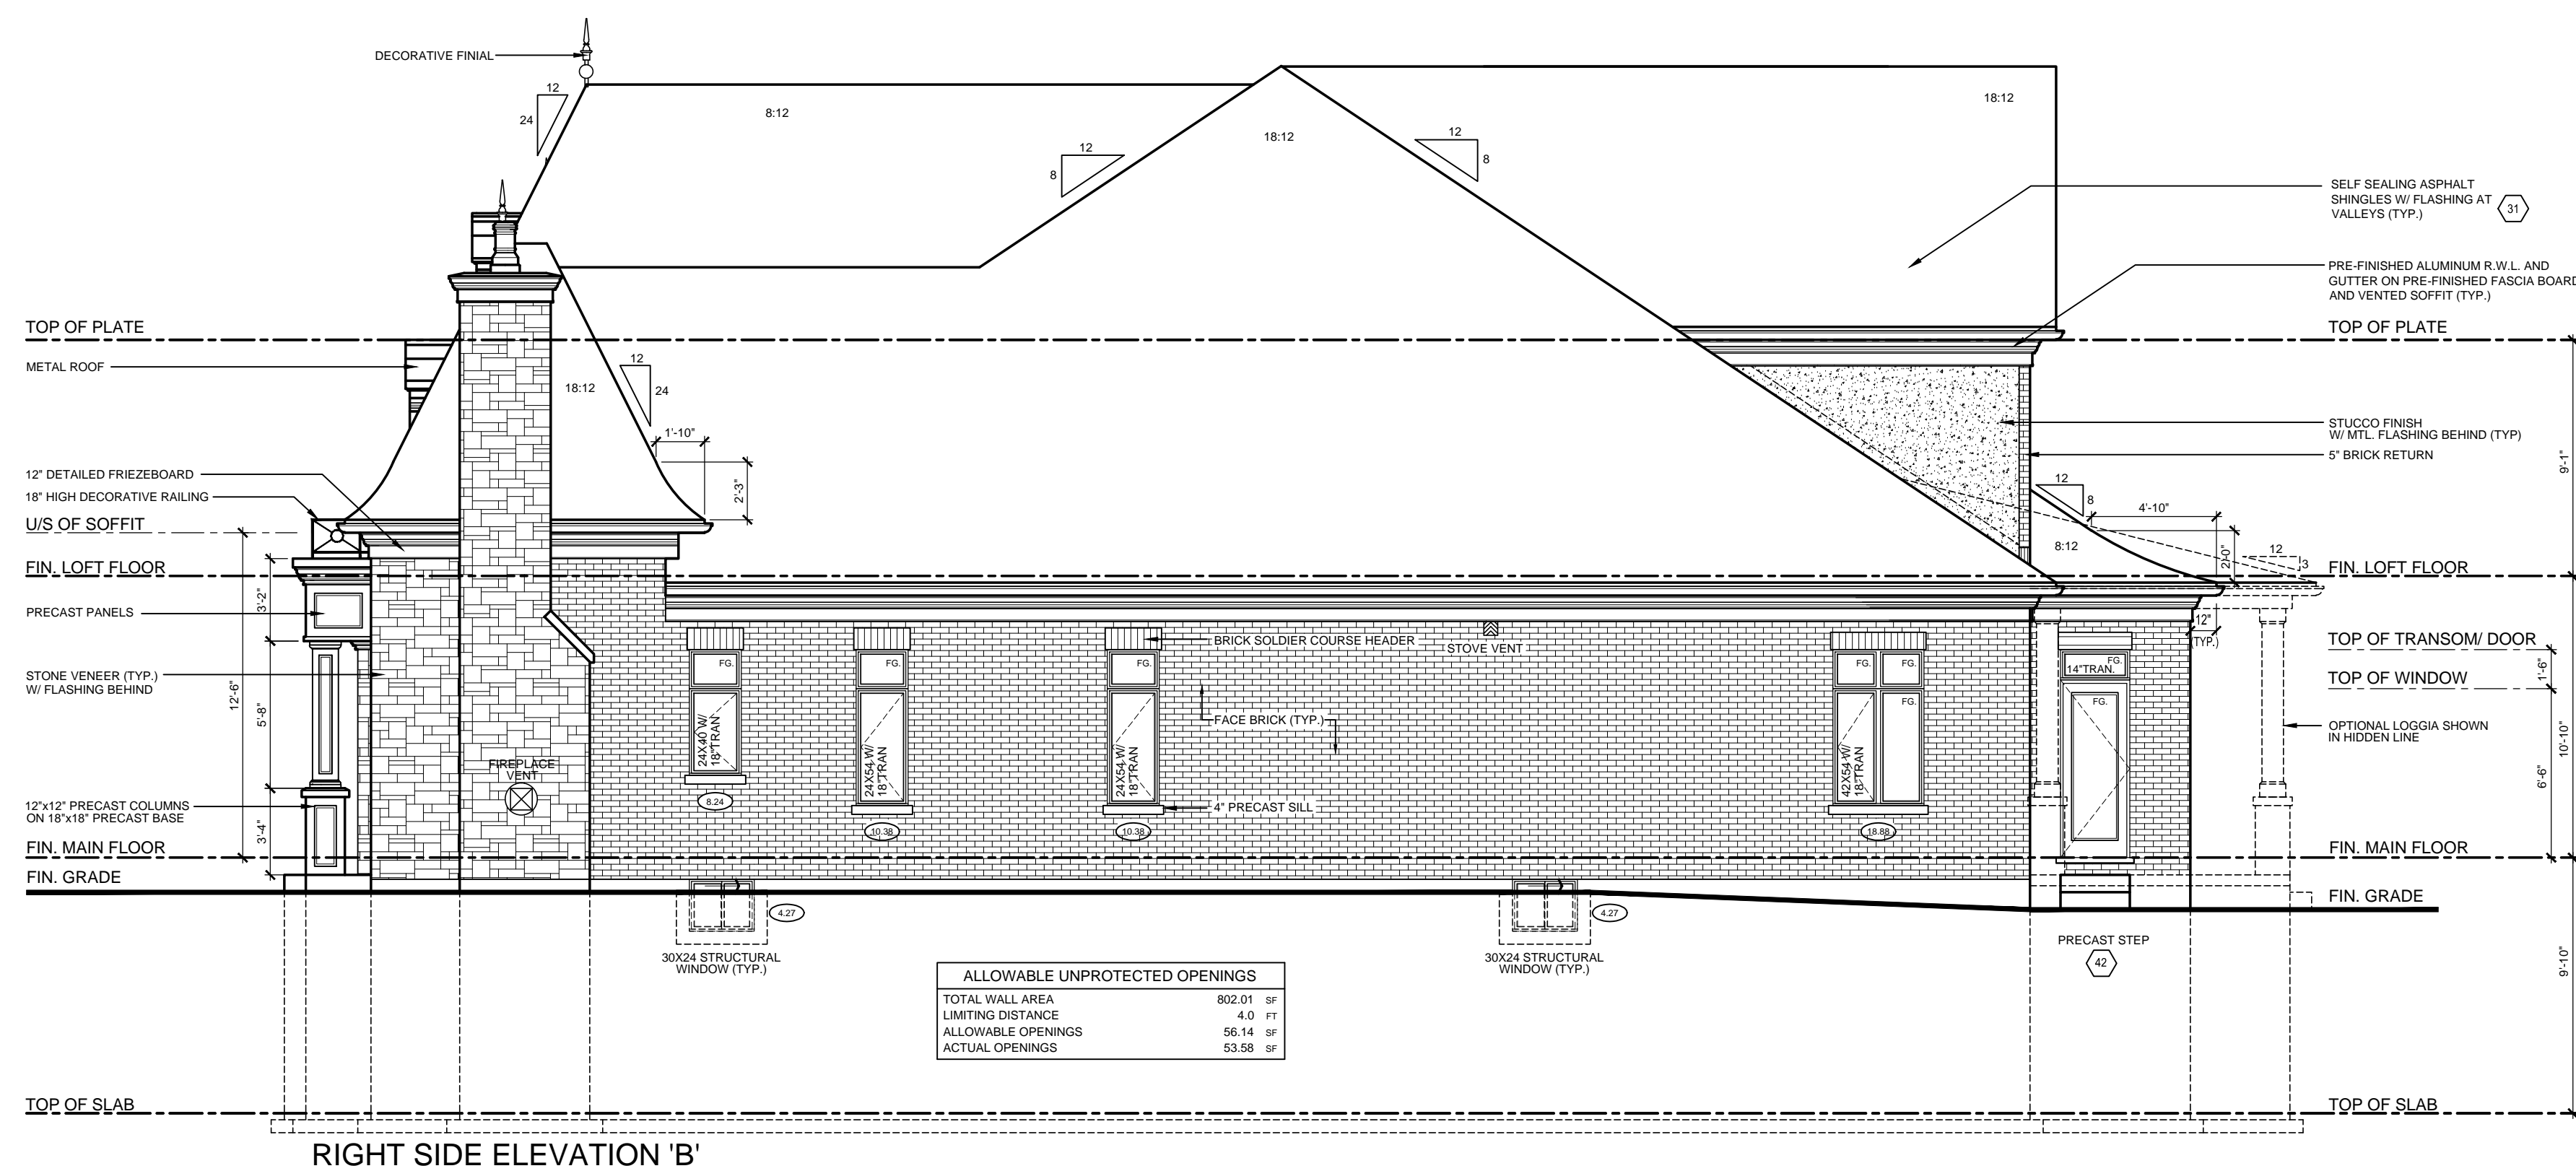 DECORATIVE FINIAL
12
24
8:12
12
8
18:12
12
8
18:12
SELF SEALING ASPHALT
SHINGLES W/ FLASHING AT
VALLEYS (TYP.)
31
PRE-FINISHED ALUMINUM R.W.L. AND
GUTTER ON PRE-FINISHED FASCIA BOARD
AND VENTED SOFFIT (TYP.)
TOP OF PLATE
TOP OF PLATE
METAL ROOF
12
24
18:12
1'-10"
2'-3"
STUCCO FINISH
W/ MTL. FLASHING BEHIND (TYP)
5" BRICK RETURN
9'-1"
12" DETAILED FRIEZEBOARD
18" HIGH DECORATIVE RAILING
U/S OF SOFFIT
12
8
4'-10"
2'-0"
8:12
12
3
FIN. LOFT FLOOR
FIN. LOFT FLOOR
3'-2"
PRECAST PANELS
12"
(TYP.)
BRICK SOLDIER COURSE HEADER
STOVE VENT
TOP OF TRANSOM/ DOOR
1'-6"
TOP OF WINDOW
STONE VENEER (TYP.)
W/ FLASHING BEHIND
12'-6"
5'-8"
FG.
FG.
FG.
FG.
FG.
FG.
FG.
14"TRAN.
FG.
24X40 W/
18"TRAN
24X54 W/
18"TRAN
24X54 W/
18"TRAN
42X54 W/
18"TRAN
FACE BRICK (TYP.)
OPTIONAL LOGGIA SHOWN
IN HIDDEN LINE
10'-10"
6'-6"
FIREPLACE
VENT
8.24
10.38
10.38
18.88
4" PRECAST SILL
12"x12" PRECAST COLUMNS
ON 18"x18" PRECAST BASE
3'-4"
FIN. MAIN FLOOR
FIN. MAIN FLOOR
FIN. GRADE
FIN. GRADE
4.27
4.27
30X24 STRUCTURAL
WINDOW (TYP.)
30X24 STRUCTURAL
WINDOW (TYP.)
PRECAST STEP
42
9'-10"
ALLOWABLE UNPROTECTED OPENINGS
TOTAL WALL AREA 802.01 SF
LIMITING DISTANCE 4.0 FT
ALLOWABLE OPENINGS 56.14 SF
ACTUAL OPENINGS 53.58 SF
TOP OF SLAB
TOP OF SLAB
RIGHT SIDE ELEVATION 'B'